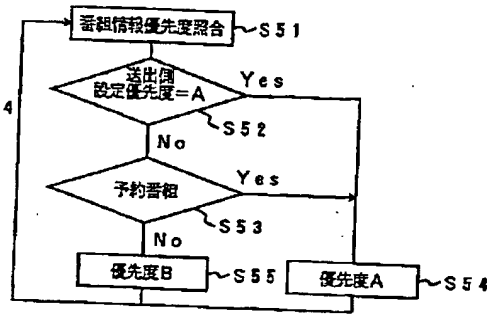 番組情報優先度照合
S51
送出側
設定優先度=A
Yes
S52
4
No
予約番組
Yes
S53
No
優先度B
S55
優先度A
S54